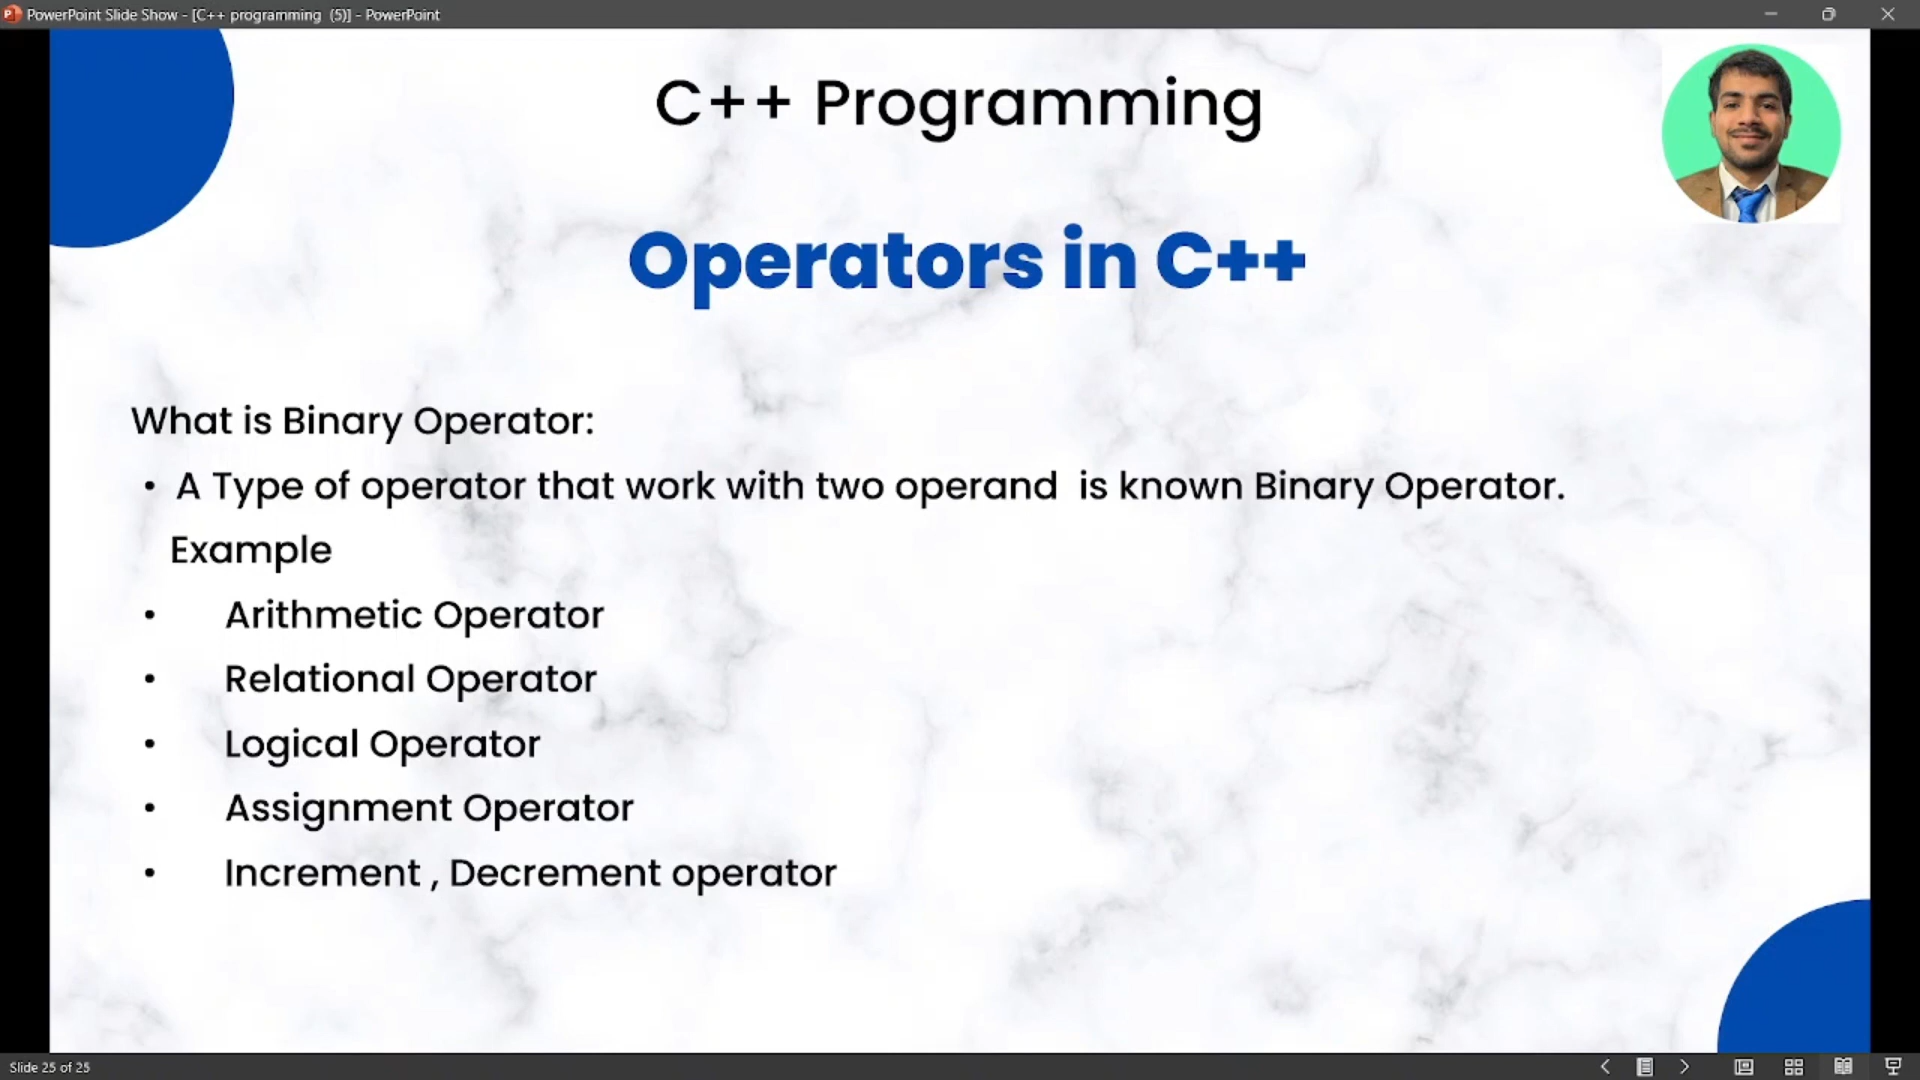 PowerPoint Slide Show - [C++ programming (5)] - PowerPoint
C++ Programming
Operators in C++
What is Binary Operator:
• A Type of operator that work with two operand is known Binary Operator.
Example
• Arithmetic Operator
• Relational Operator
• Logical Operator
• Assignment Operator
• Increment , Decrement operator
Slide 25 of 25